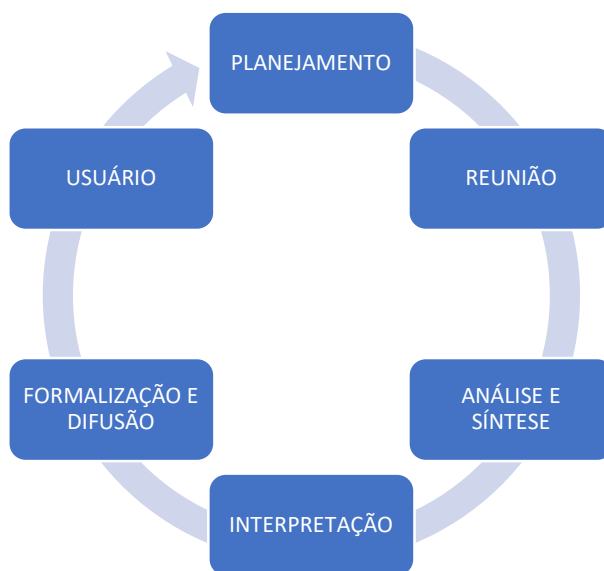 PLANEJAMENTO
REUNIÃO
ANÁLISE E
SÍNTESE
INTERPRETAÇÃO
FORMALIZAÇÃO E
DIFUSÃO
USUÁRIO